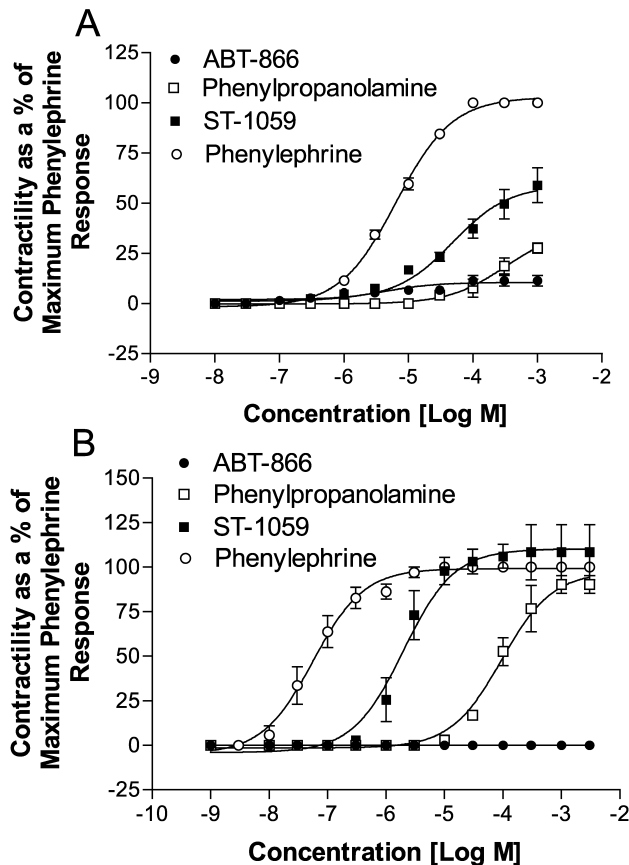 A
ABT-866
Phenylpropanolamine
ST-1059
Phenylephrine
Contractility as a % of
Maximum Phenylephrine
Response
125
100
75
50
25
0
-25
-9 -8 -7 -6 -5 -4 -3 -2
Concentration [Log M]
B
ABT-866
Phenylpropanolamine
ST-1059
Phenylephrine
Contractility as a % of
Maximum Phenylephrine
Response
150
125
100
75
50
25
0
-25
-10 -9 -8 -7 -6 -5 -4 -3 -2
Concentration [Log M]